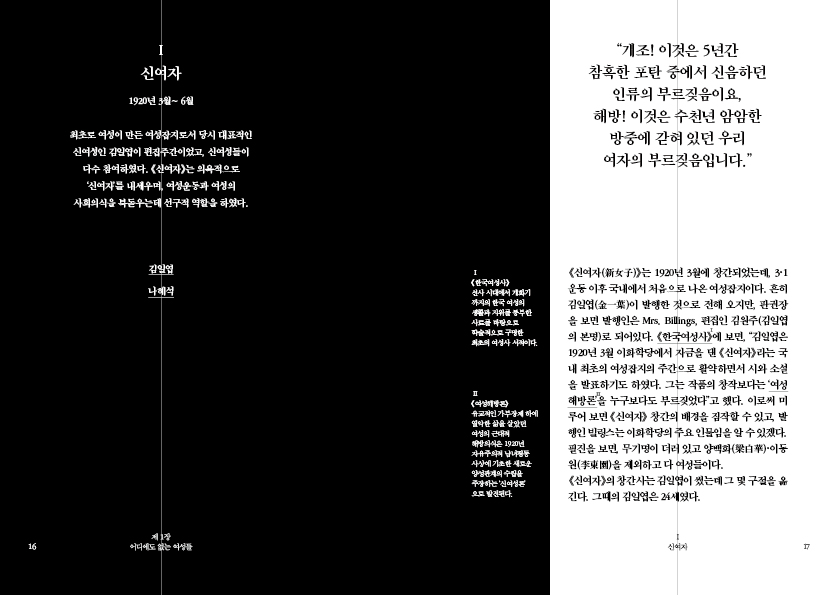 I
신여자
1920년 3월~ 6월
최초로 여성이 만든 여성잡지로서 당시 대표적인
신여성인 김일엽이 편집주간이었고, 신여성들이
다수 참여하였다. 《신여자》는 의욕적으로
‘신여자’를 내세우며, 여성운동과 여성의
사회의식을 북돋우는데 선구적 역할을 하였다.
김일엽
나혜석
I
《한국여성사》
선사 시대에서 개화기
까지의 한국 여성의
생활과 지위를 풍부한
사료를 바탕으로
학술적으로 구명한
최초의 여성사 서적이다.
II
《여성해방론》
유교적인 가부장제 하에
열악한 삶을 살았던
여성의 근대적
해방의식은 1920년
자유주의적 남녀평등
사상에 기초한 새로운
양성관계의 수립을
주장하는 ‘신여성론’
으로 발전된다.
16
제 1장
어디에도 없는 여성들
“개조! 이것은 5년간
참혹한 포탄 중에서 신음하던
인류의 부르짖음이요,
해방! 이것은 수천년 암암한
방중에 갇혀 있던 우리
여자의 부르짖음입니다.”
《신여자(新女子)》는 1920년 3월에 창간되었는데, 3·1
운동 이후 국내에서 처음으로 나온 여성잡지이다. 흔히
김일엽(金一葉)이 발행한 것으로 전해 오지만, 판권장
을 보면 발행인은 Mrs. Billings, 편집인 김원주(김일엽
의 본명)로 되어있다. 《한국여성사》I에 보면, “김일엽은
1920년 3월 이화학당에서 자금을 댄 《신여자》라는 국
내 최초의 여성잡지의 주간으로 활약하면서 시와 소설
을 발표하기도 하였다. 그는 작품의 창작보다는 ‘여성
해방론’II을 누구보다도 부르짖었다”고 했다. 이로써 미
루어 보면 《신여자》 창간의 배경을 짐작할 수 있고, 발
행인 빌링스는 이화학당의 주요 인물임을 알 수 있겠다.
필진을 보면, 무기명이 더러 있고 양백화(梁白華)·이동
원(李東園)을 제외하고 다 여성들이다.
《신여자》의 창간사는 김일엽이 썼는데 그 몇 구절을 옮
긴다. 그때의 김일엽은 24세였다.
I
신여자
17